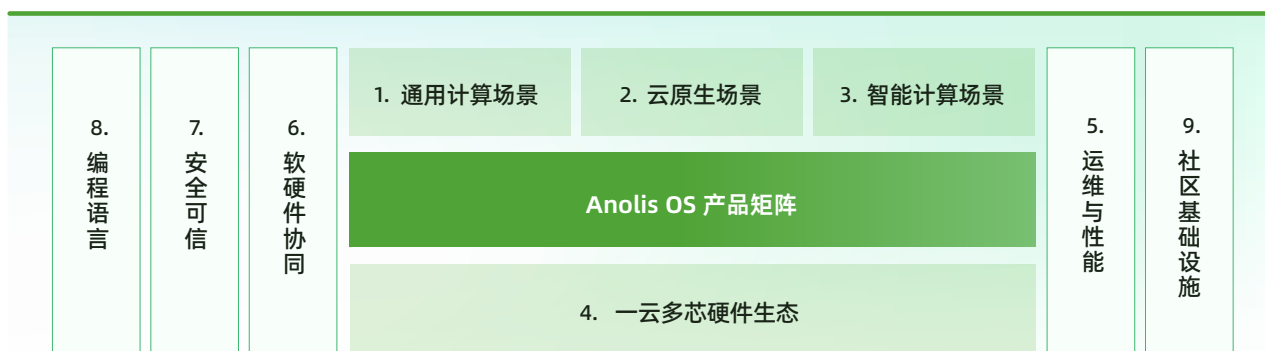 8.
编程语言
7.
安全可信
6.
软硬件协同
1. 通用计算场景
2. 云原生场景
3. 智能计算场景
Anolis OS 产品矩阵
4. 一云多芯硬件生态
5.
运维与性能
9.
社区基础设施